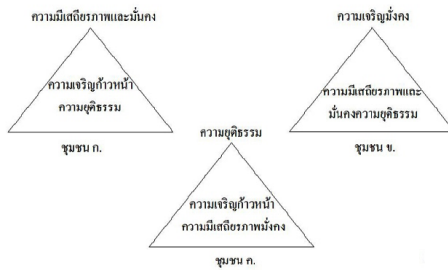 ความมีเสถียรภาพและมั่นคง
ความเจริญก้าวหน้า
ความยุติธรรม
ชุมชน ก.
ความเจริญมั่งคง
ความมีเสถียรภาพและ
มั่นคงความยุติธรรม
ชุมชน ข.
ความยุติธรรม
ความเจริญก้าวหน้า
ความมีเสถียรภาพมั่งคง
ชุมชน ค.